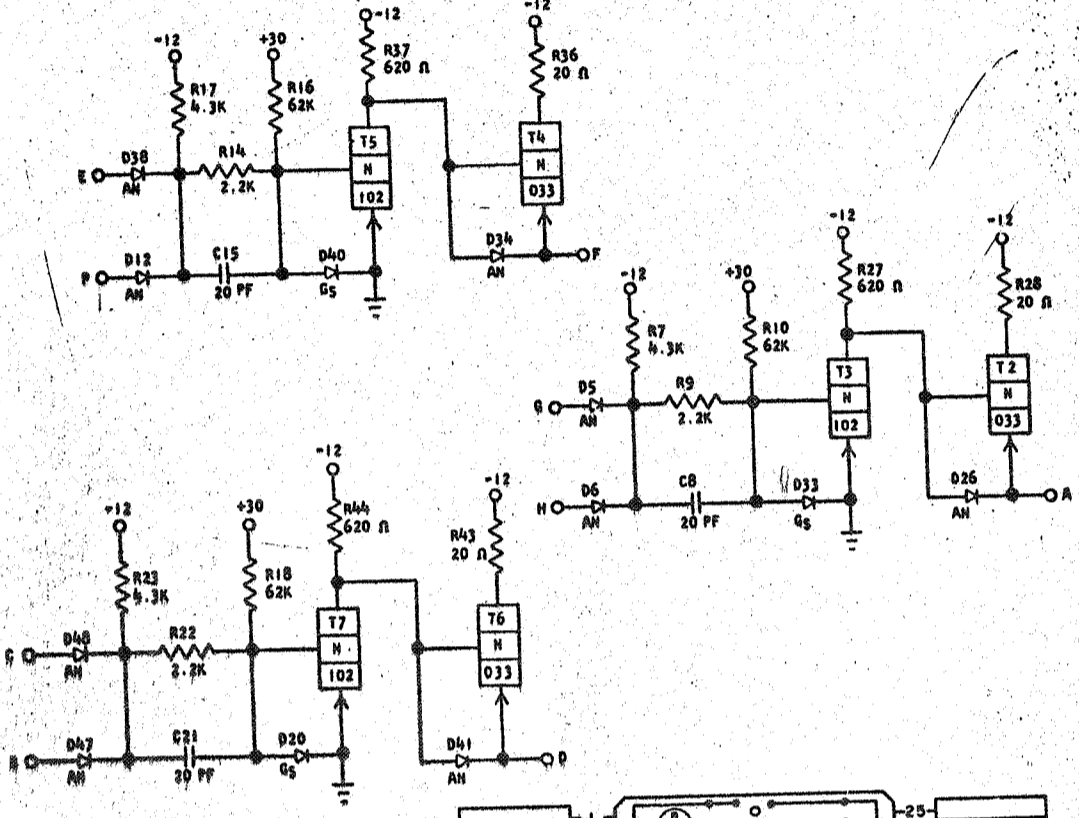 -12
-12
-12
+30
R37
620 Ω
R36
20 Ω
R17
4.3K
R16
62K
T5
N
102
T4
N
033
D38
AN
R14
2.2K
E
D34
AN
F
P
D12
AN
C15
20 PF
D40
GS
-12
-12
-12
+30
R27
620 Ω
R28
20 Ω
R7
4.3K
R10
62K
T3
N
102
T2
N
033
G
D5
AN
R9
2.2K
H
D6
AN
C8
20 PF
D33
GS
D26
AN
A
-12
-12
-12
+30
R44
620 Ω
R43
20 Ω
R23
4.3K
R18
62K
T7
N
102
T6
N
033
D48
AN
R22
2.2K
D47
AN
C21
20 PF
D20
GS
D41
AN
D
25